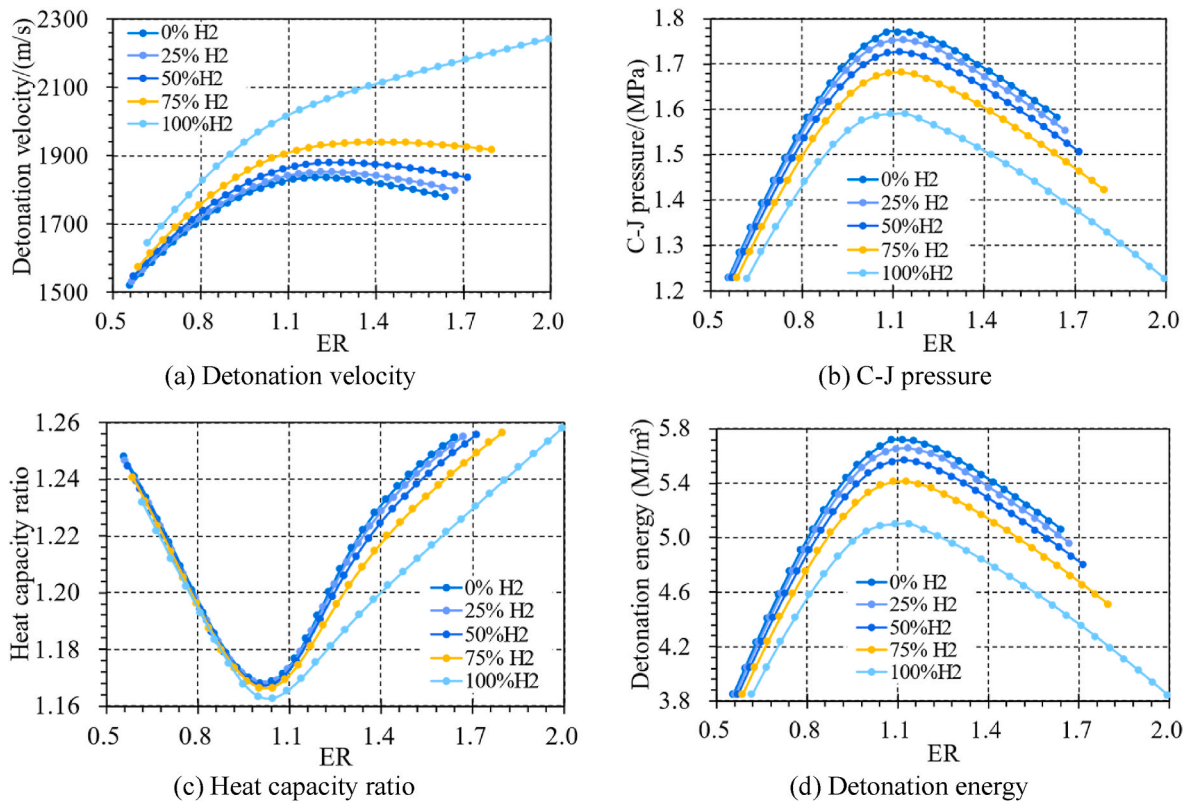 Detonation velocity/(m/s)
2300
2100
1900
1700
1500
0% H2
25% H2
50%H2
75% H2
100%H2
0.5 0.8 1.1 1.4 1.7 2.0
ER
(a) Detonation velocity
C-J pressure/(MPa)
1.8
1.7
1.6
1.5
1.4
1.3
1.2
0% H2
25% H2
50%H2
75% H2
100%H2
0.5 0.8 1.1 1.4 1.7 2.0
ER
(b) C-J pressure
Heat capacity ratio
1.26
1.24
1.22
1.20
1.18
1.16
0% H2
25% H2
50%H2
75% H2
100%H2
0.5 0.8 1.1 1.4 1.7 2.0
ER
(c) Heat capacity ratio
Detonation energy (MJ/m³)
5.8
5.4
5.0
4.6
4.2
3.8
0% H2
25% H2
50%H2
75% H2
100%H2
0.5 0.8 1.1 1.4 1.7 2.0
ER
(d) Detonation energy